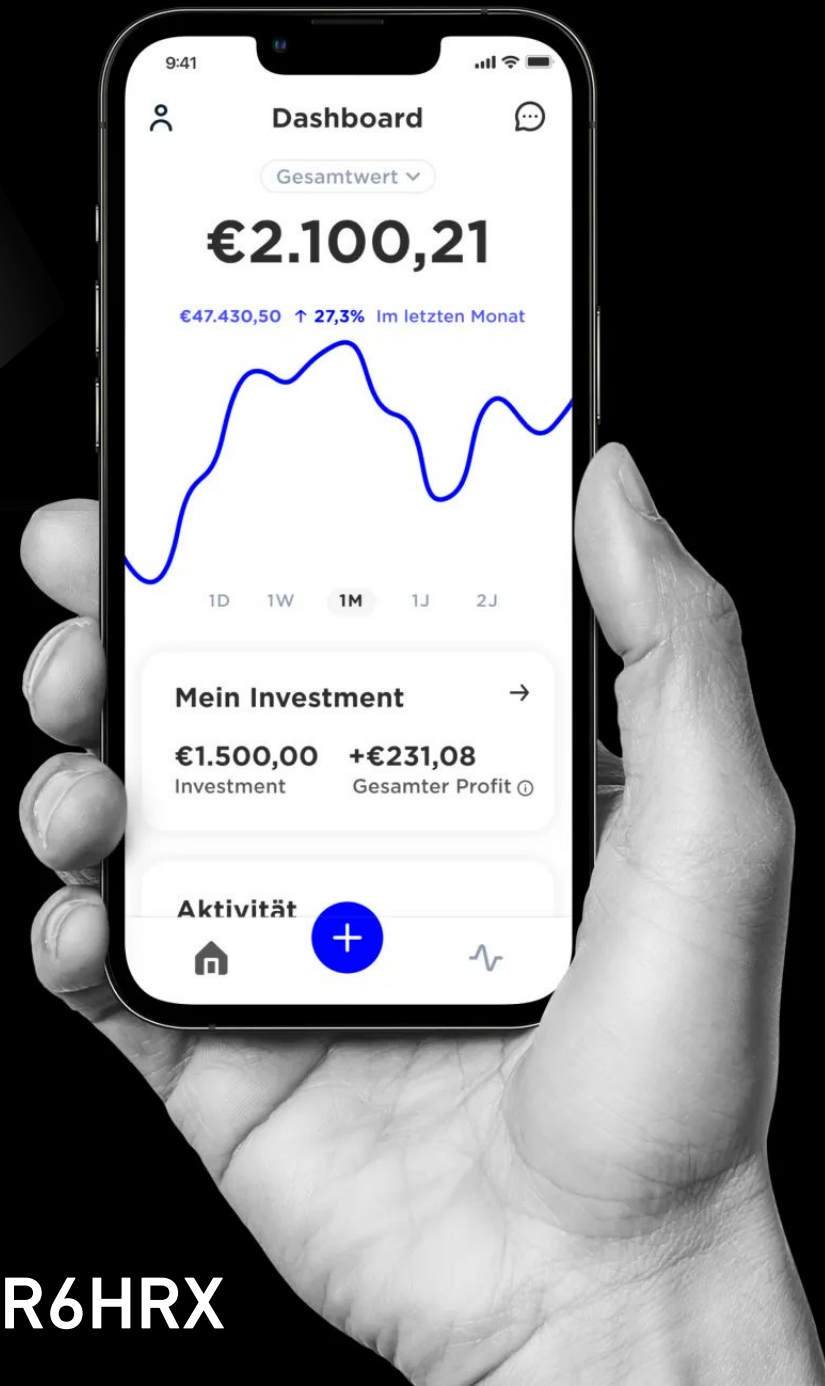 9:41
Dashboard
Gesamtwert
€2.100,21
€47.430,50 ↑ 27,3% Im letzten Monat
1D 1W 1M 1J 2J
Mein Investment →
€1.500,00 +€231,08
Investment Gesamter Profit
Aktivität
R6HRX